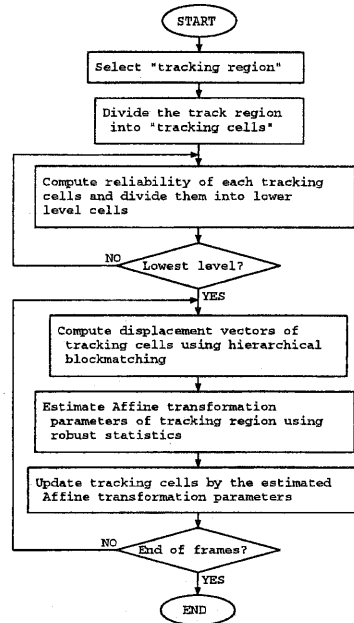 START
Select "tracking region"
Divide the track region
into "tracking cells"
Compute reliability of each tracking
cells and divide them into lower
level cells
NO
Lowest level?
YES
Compute displacement vectors of
tracking cells using hierarchical
blockmatching
Estimate Affine transformation
parameters of tracking region using
robust statistics
Update tracking cells by the estimated
Affine transformation parameters
NO
End of frames?
YES
END